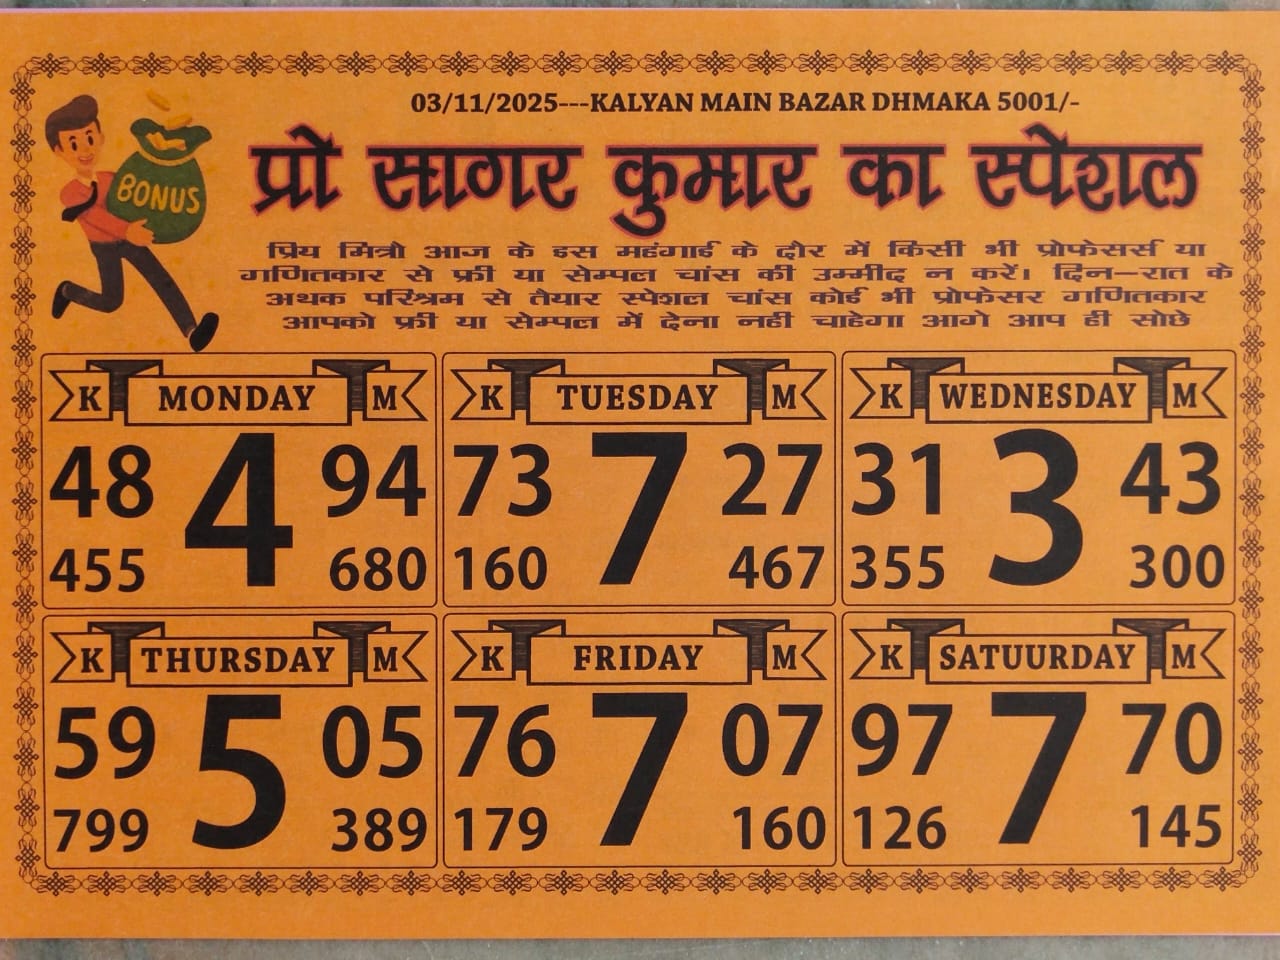 03/11/2025---KALYAN MAIN BAZAR DHMAKA 5001/-
BONUS
प्रो सागर कुमार का स्पेशल
प्रिय मित्रो आज के इस महंगाई के दौर में किसी भी प्रोफेसर्स या
गणितकार से फ्री या सेम्पल चांस की उम्मीद न करें। दिन-रात के
अथक परिश्रम से तैयार स्पेशल चांस कोई भी प्रोफेसर गणितकार
आपको फ्री या सेम्पल में देना नही चाहेगा आगे आप ही सोछे
K MONDAY M
48 4 94
455 680
K TUESDAY M
73 7 27
160 467
K WEDNESDAY M
31 3 43
355 300
K THURSDAY M
59 5 05
799 389
K FRIDAY M
76 7 07
179 160
K SATUURDAY M
97 7 70
126 145